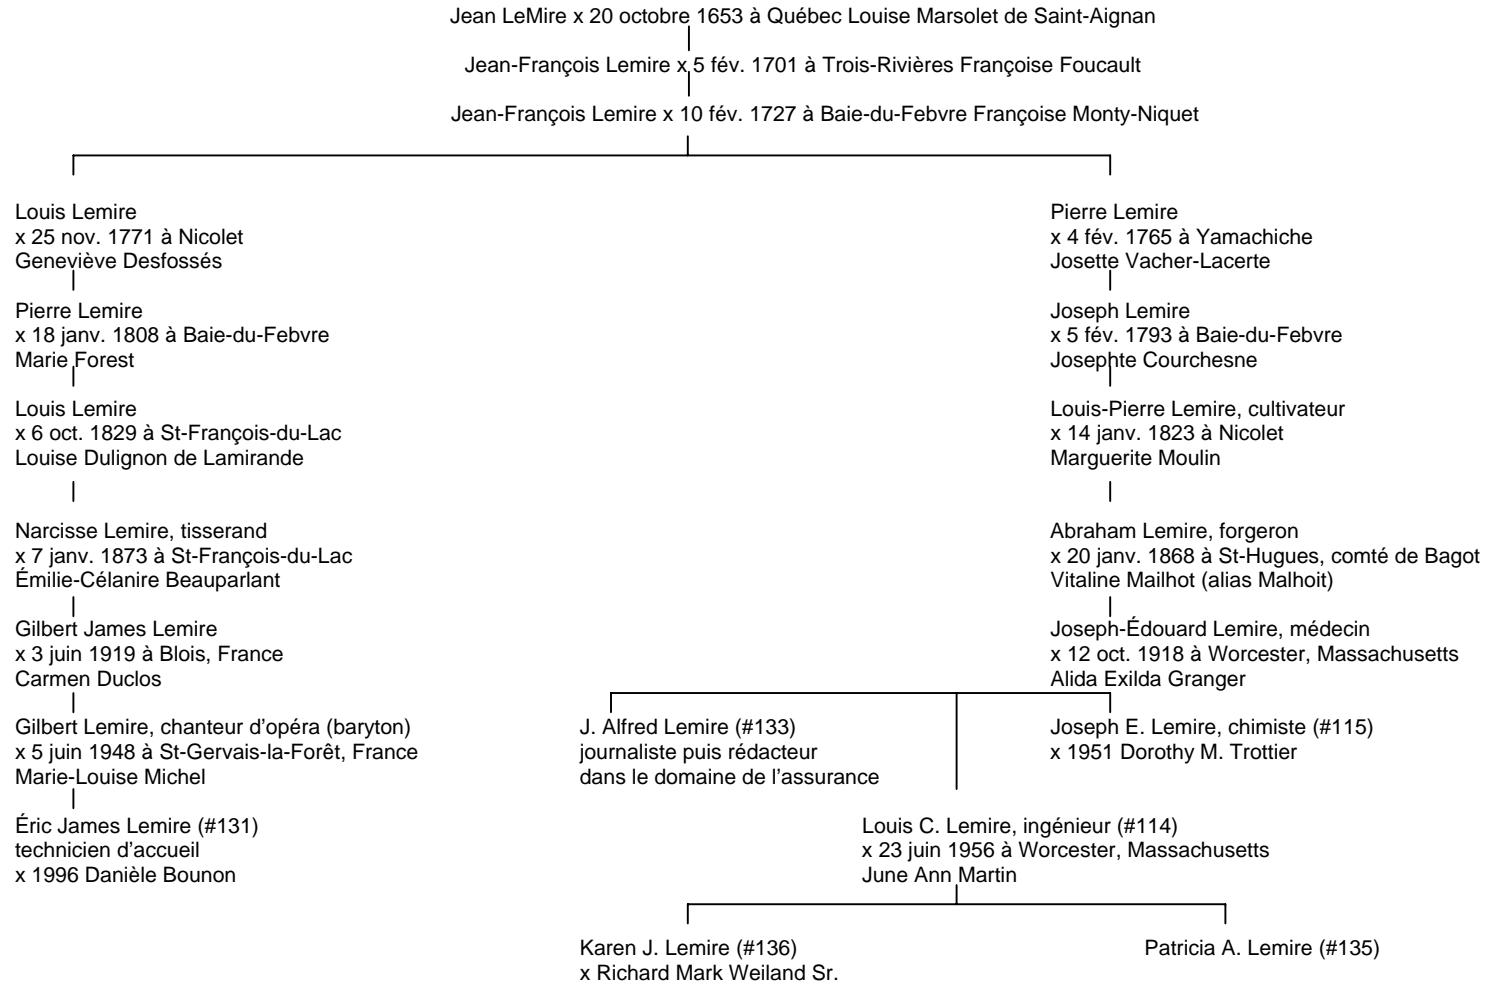 Jean LeMire x 20 octobre 1653 à Québec Louise Marsolet de Saint-Aignan
Jean-François Lemire x 5 fév. 1701 à Trois-Rivières Françoise Foucault
Jean-François Lemire x 10 fév. 1727 à Baie-du-Febvre Françoise Monty-Niquet
Louis Lemire
x 25 nov. 1771 à Nicolet
Geneviève Desfossés
Pierre Lemire
x 18 janv. 1808 à Baie-du-Febvre
Marie Forest
Louis Lemire
x 6 oct. 1829 à St-François-du-Lac
Louise Dulignon de Lamirande
Narcisse Lemire, tisserand
x 7 janv. 1873 à St-François-du-Lac
Émilie-Célanire Beauparlant
Gilbert James Lemire
x 3 juin 1919 à Blois, France
Carmen Duclos
Gilbert Lemire, chanteur d'opéra (baryton)
x 5 juin 1948 à St-Gervais-la-Forêt, France
Marie-Louise Michel
Éric James Lemire (#131)
technicien d'accueil
x 1996 Danièle Bounon
Pierre Lemire
x 4 fév. 1765 à Yamachiche
Josette Vacher-Lacerte
Joseph Lemire
x 5 fév. 1793 à Baie-du-Febvre
Josephte Courchesne
Louis-Pierre Lemire, cultivateur
x 14 janv. 1823 à Nicolet
Marguerite Moulin
Abraham Lemire, forgeron
x 20 janv. 1868 à St-Hugues, comté de Bagot
Vitaline Mailhot (alias Malhoit)
Joseph-Édouard Lemire, médecin
x 12 oct. 1918 à Worcester, Massachusetts
Alida Exilda Granger
J. Alfred Lemire (#133)
journaliste puis rédacteur
dans le domaine de l'assurance
Joseph E. Lemire, chimiste (#115)
x 1951 Dorothy M. Trottier
Louis C. Lemire, ingénieur (#114)
x 23 juin 1956 à Worcester, Massachusetts
June Ann Martin
Karen J. Lemire (#136)
x Richard Mark Weiland Sr.
Patricia A. Lemire (#135)